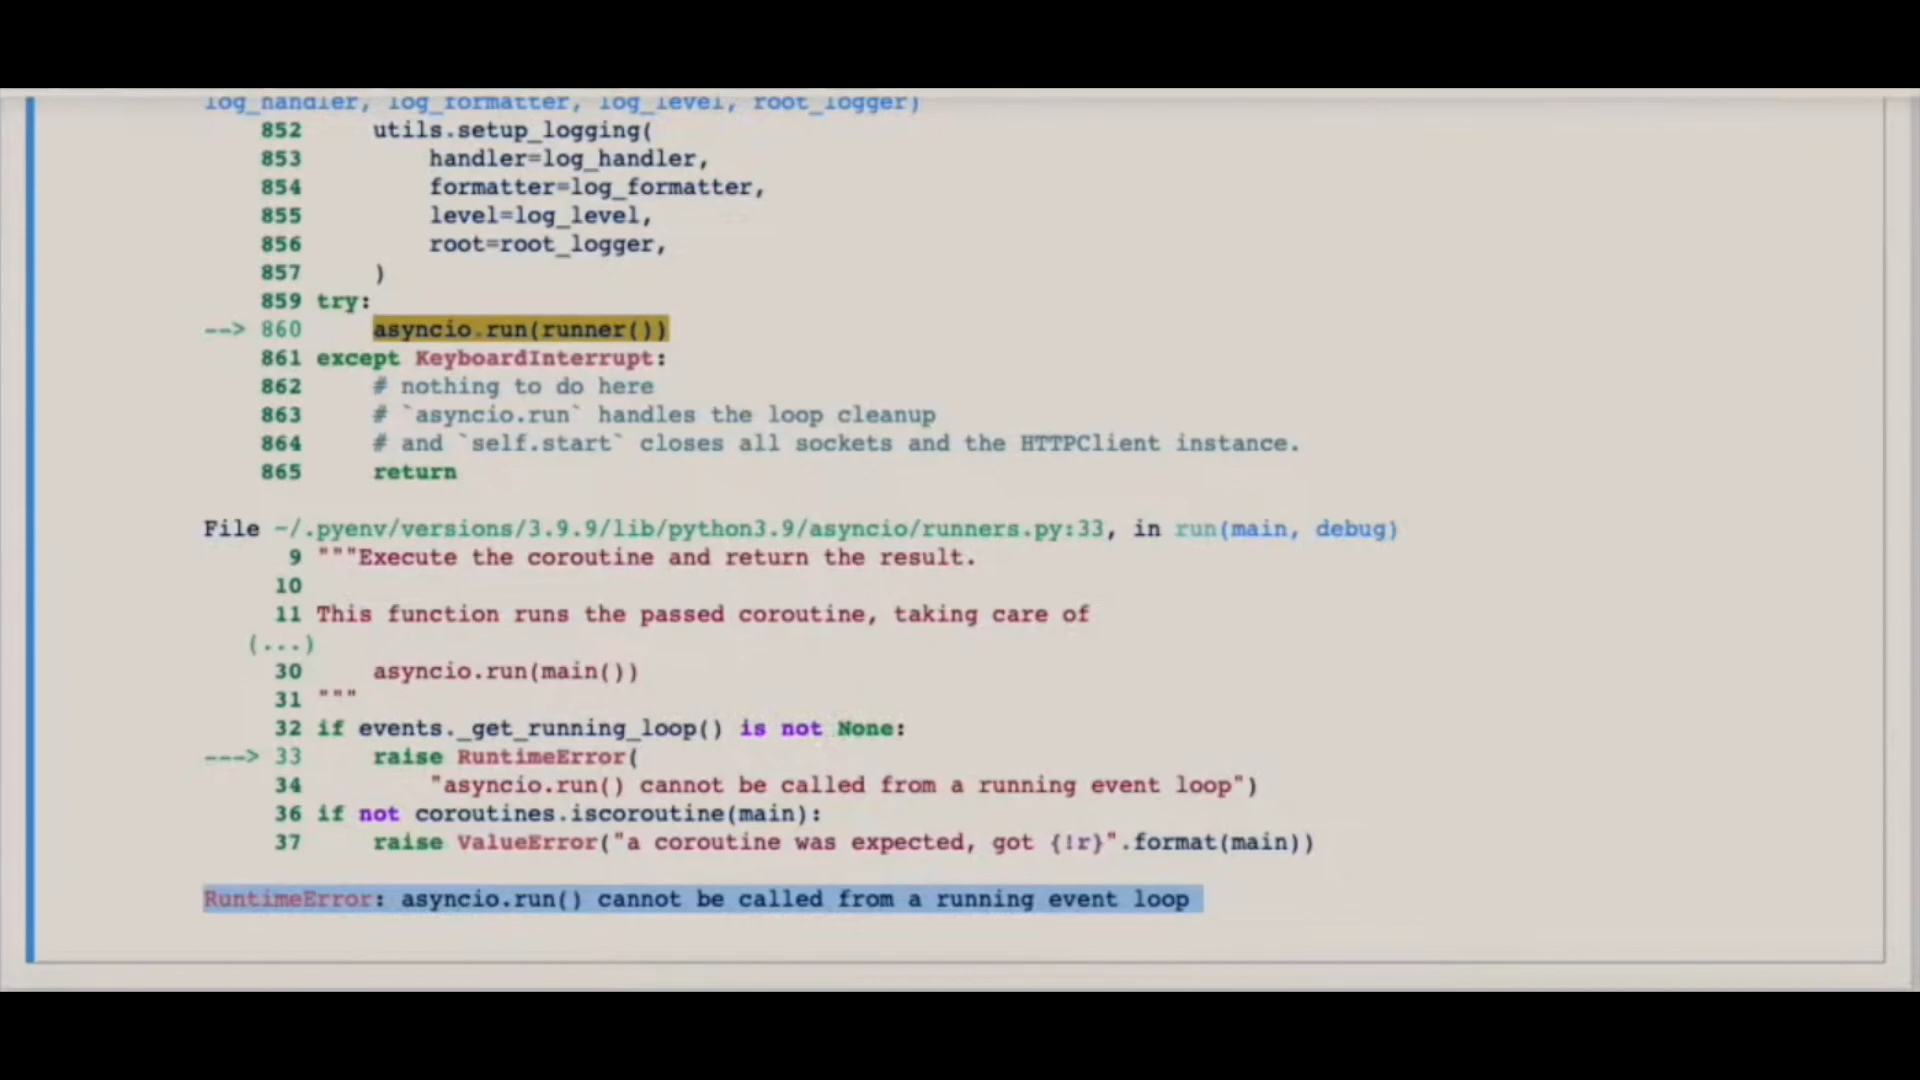 log_handler, log_formatter, log_level, root_logger)
852 utils.setup_logging(
853 handler=log_handler,
854 formatter=log_formatter,
855 level=log_level,
856 root=root_logger,
857 )
859 try:
--> 860 asyncio.run(runner())
861 except KeyboardInterrupt:
862 # nothing to do here
863 # `asyncio.run` handles the loop cleanup
864 # and `self.start` closes all sockets and the HTTPClient instance.
865 return
File ~/.pyenv/versions/3.9.9/lib/python3.9/asyncio/runners.py:33, in run(main, debug)
9 """Execute the coroutine and return the result.
10
11 This function runs the passed coroutine, taking care of
(...)
30 asyncio.run(main())
31 """
32 if events._get_running_loop() is not None:
---> 33 raise RuntimeError(
34 "asyncio.run() cannot be called from a running event loop")
36 if not coroutines.iscoroutine(main):
37 raise ValueError("a coroutine was expected, got {!r}".format(main))
RuntimeError: asyncio.run() cannot be called from a running event loop